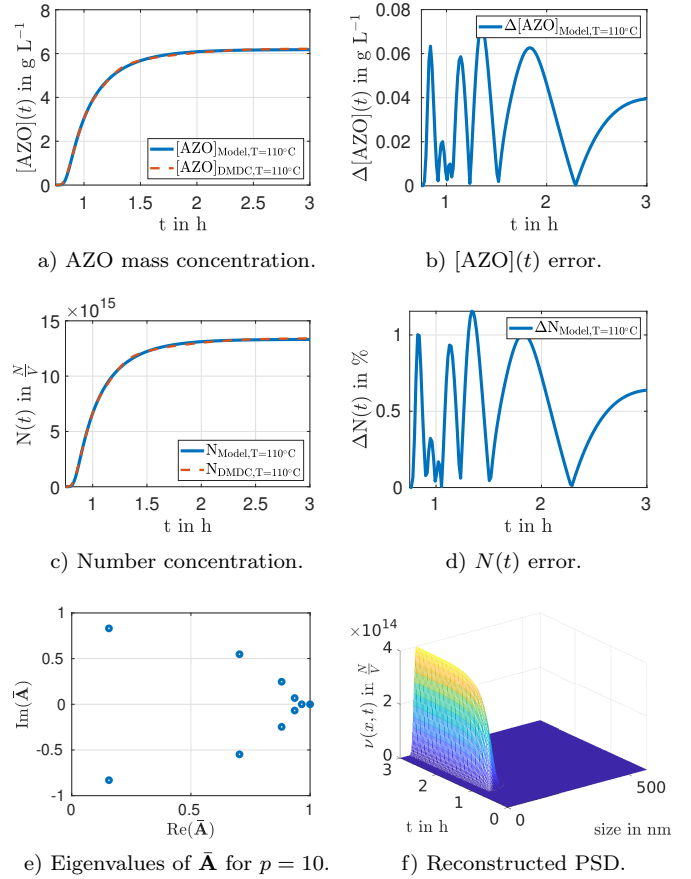 8
6
4
2
0
[AZO](t) in g L⁻¹
[AZO]Model,T=110°C
[AZO]DMDC,T=110°C
1 1.5 2 2.5 3
t in h
a) AZO mass concentration.
0.08
0.06
0.04
0.02
0
Δ[AZO](t) in g L⁻¹
Δ[AZO]Model,T=110°C
1 2 3
t in h
b) [AZO](t) error.
×10¹⁵
15
10
5
0
N(t) in N/V
N Model,T=110°C
N DMDC,T=110°C
1 1.5 2 2.5 3
t in h
c) Number concentration.
1
0.5
0
ΔN(t) in %
ΔN Model,T=110°C
1 2 3
t in h
d) N(t) error.
1
0.5
0
-0.5
-1
Im(Ā)
0 0.5 1
Re(Ā)
e) Eigenvalues of Ā for p = 10.
×10¹⁴
4
2
0
ν(x, t) in N/V
3 2 1 0
t in h
0 500
size in nm
f) Reconstructed PSD.